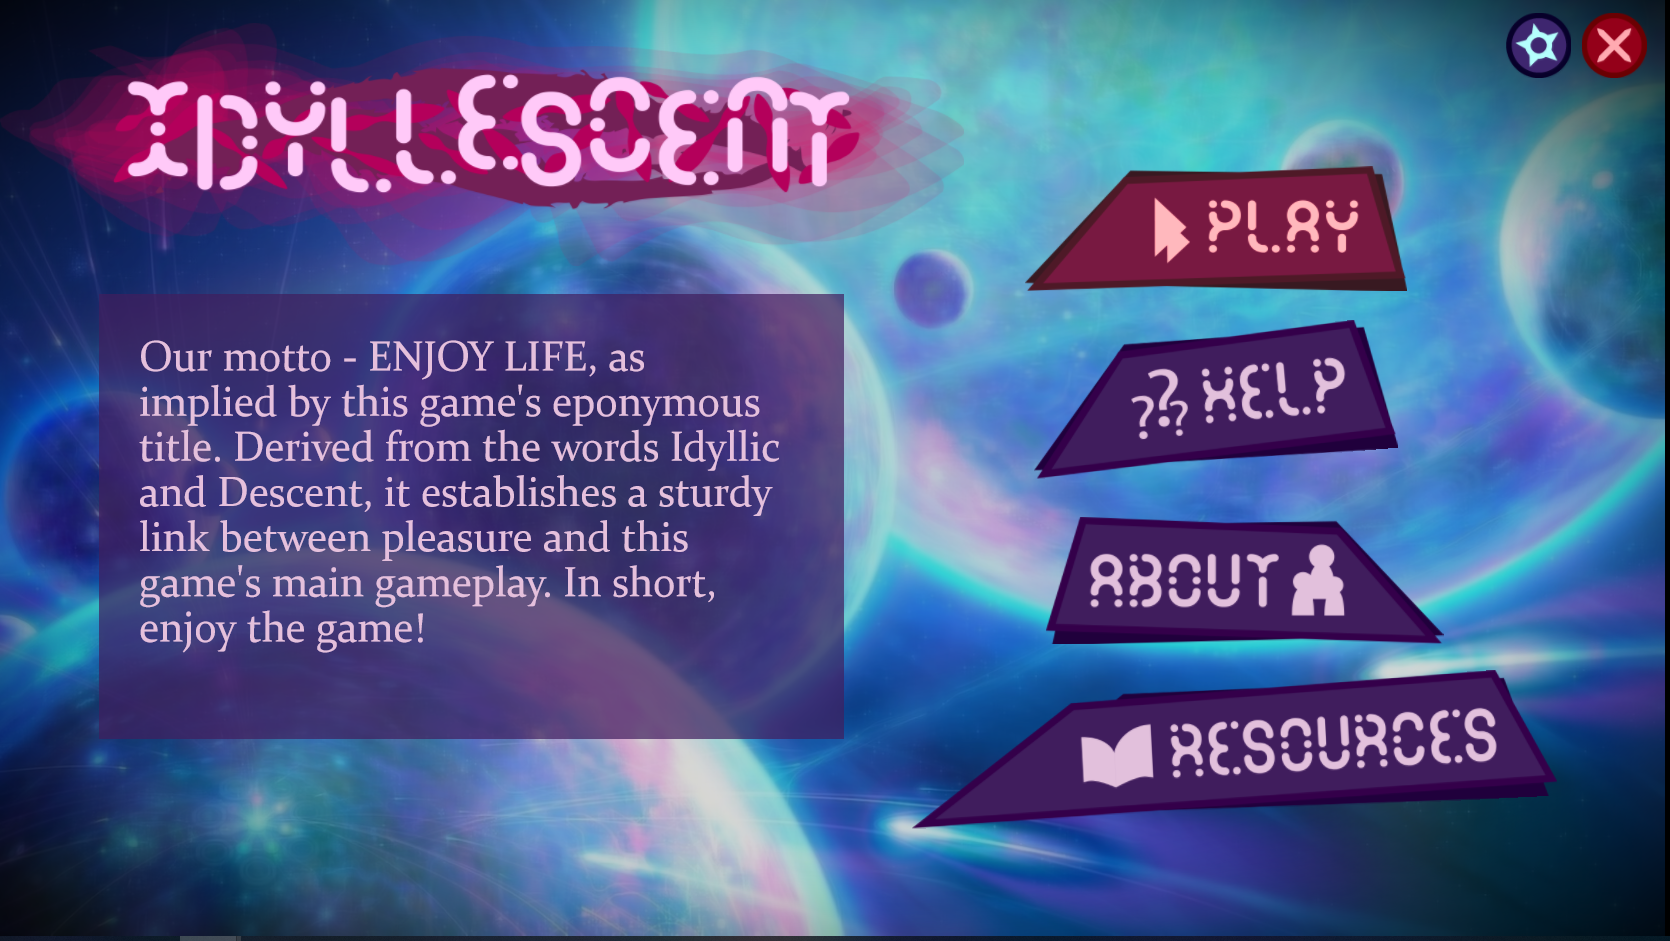 IDYLLESCENT
Our motto - ENJOY LIFE, as
implied by this game's eponymous
title. Derived from the words Idyllic
and Descent, it establishes a sturdy
link between pleasure and this
game's main gameplay. In short,
enjoy the game!
PLAY
??? HELP
ABOUT
RESOURCES